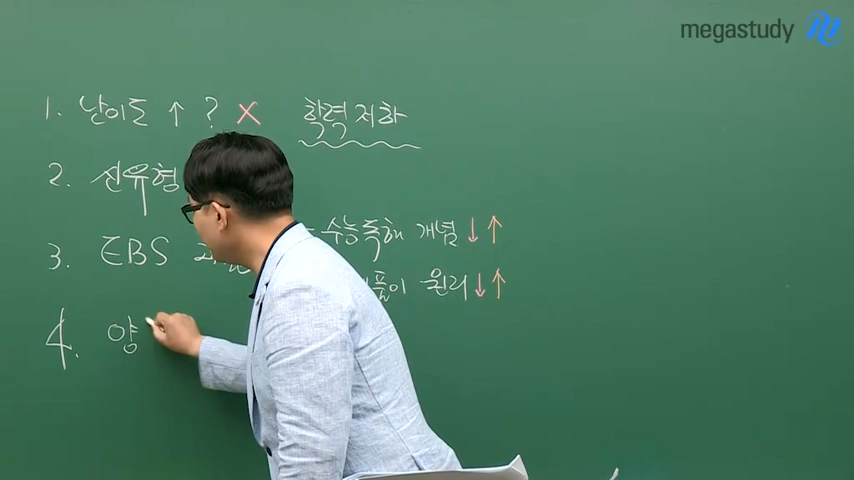 megastudy
1. 난이도 ↑ ? X 학력 저하
2. 신유형
3. EBS
수능독해 개념 ↓ ↑
풀이 원리 ↓ ↑
4. 양